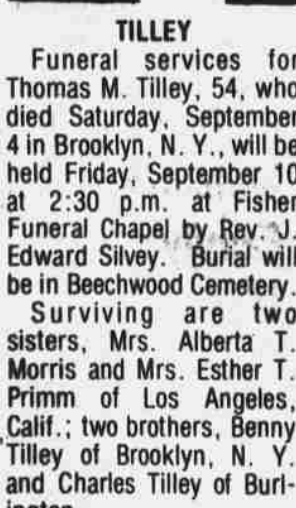 TILLEY
Funeral services for
Thomas M. Tilley, 54, who
died Saturday, September
4 in Brooklyn, N. Y., will be
held Friday, September 10
at 2:30 p.m. at Fisher
Funeral Chapel by Rev. J.
Edward Silvey. Burial will
be in Beechwood Cemetery.
Surviving are two
sisters, Mrs. Alberta T.
Morris and Mrs. Esther T.
Primm of Los Angeles,
Calif.; two brothers, Benny
Tilley of Brooklyn, N. Y.
and Charles Tilley of Burl-
ington